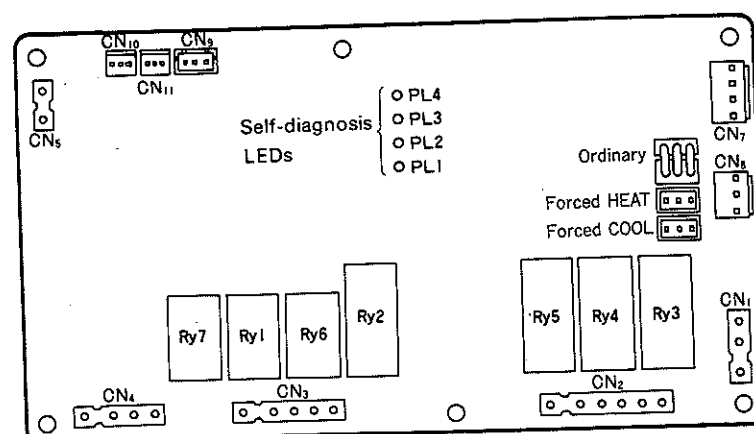 CN10
CN9
CN11
CN5
PL4
PL3
PL2
PL1
Self-diagnosis
LEDs
CN7
Ordinary
CN8
Forced HEAT
Forced COOL
Ry7
Ry1
Ry6
Ry2
Ry5
Ry4
Ry3
CN1
CN4
CN3
CN2